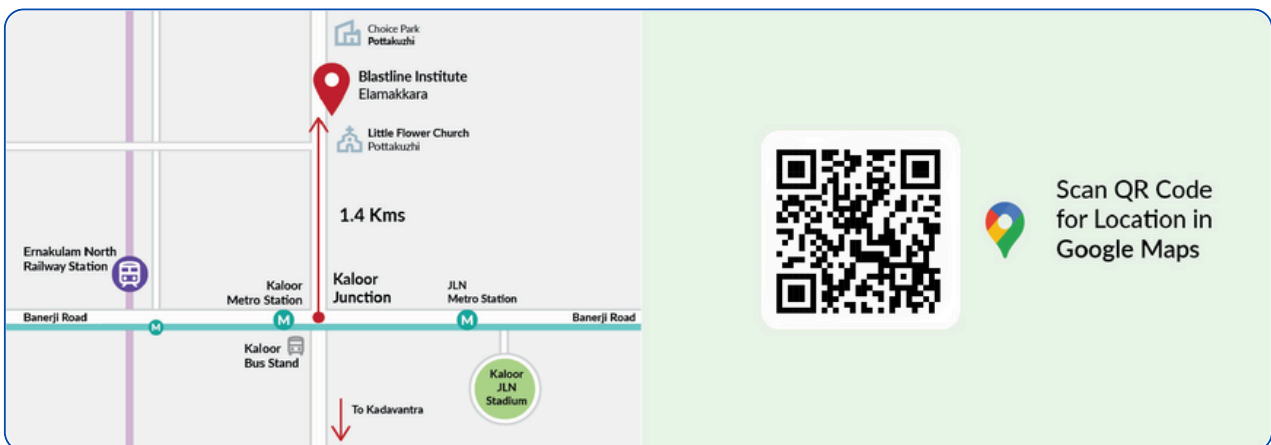 Choice Park
Pottakuzhi
Blastline Institute
Elamakkara
Little Flower Church
Pottakuzhi
1.4 Kms
Ernakulam North
Railway Station
Kaloor
Metro Station
Kaloor
Junction
JLN
Metro Station
Banerji Road
M
M
M
Banerji Road
Kaloor
Bus Stand
Kaloor
JLN
Stadium
To Kadavantra
Scan QR Code
for Location in
Google Maps